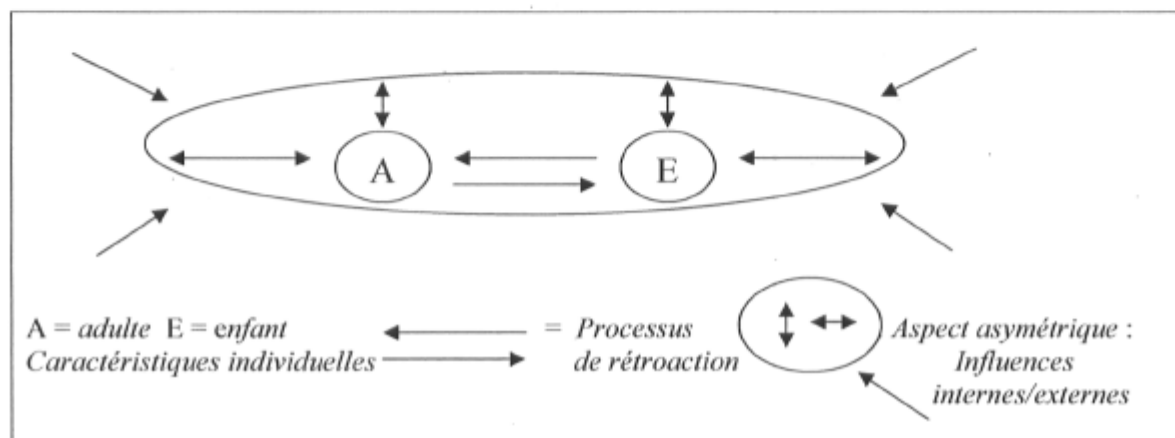 A E
A = adulte E = enfant = Processus Aspect asymétrique :
Caractéristiques individuelles de rétroaction Influences
internes/externes